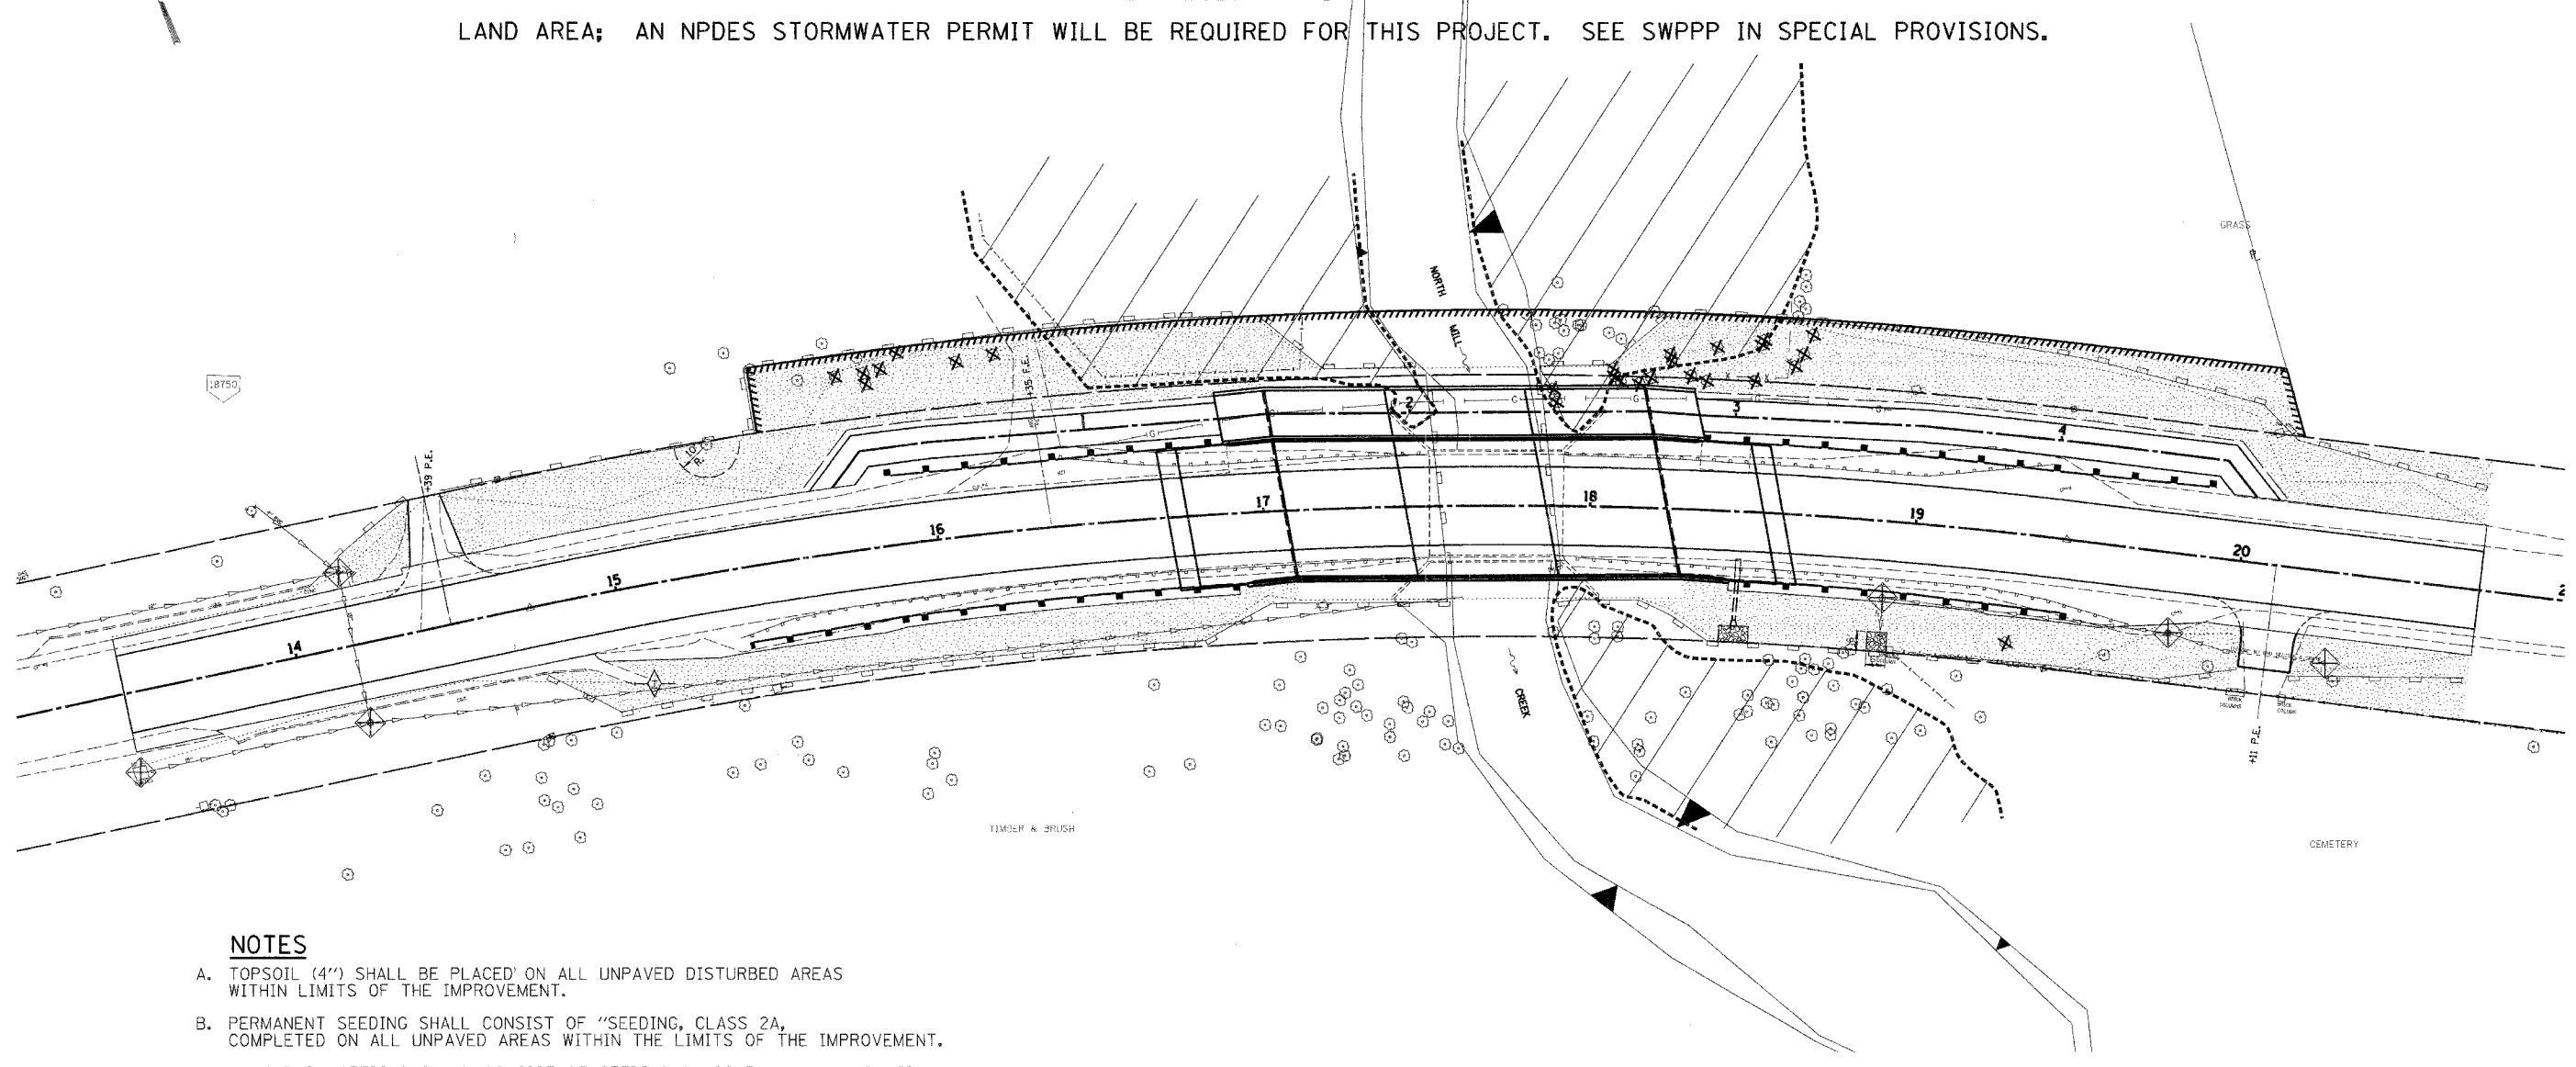 LAND AREA; AN NPDES STORMWATER PERMIT WILL BE REQUIRED FOR THIS PROJECT. SEE SWPPP IN SPECIAL PROVISIONS.
GRASS
NORTH
MILL
CREEK
18750
+35 F.E.
+39 P.E.
10'
R.
1
2
3
4
14
15
16
17
18
19
20
2
G
G
G
G
G
+11 P.E.
TIMBER & BRUSH
CEMETERY
NOTES
A. TOPSOIL (4") SHALL BE PLACED ON ALL UNPAVED DISTURBED AREAS
WITHIN LIMITS OF THE IMPROVEMENT.
B. PERMANENT SEEDING SHALL CONSIST OF "SEEDING, CLASS 2A,
COMPLETED ON ALL UNPAVED AREAS WITHIN THE LIMITS OF THE IMPROVEMENT.